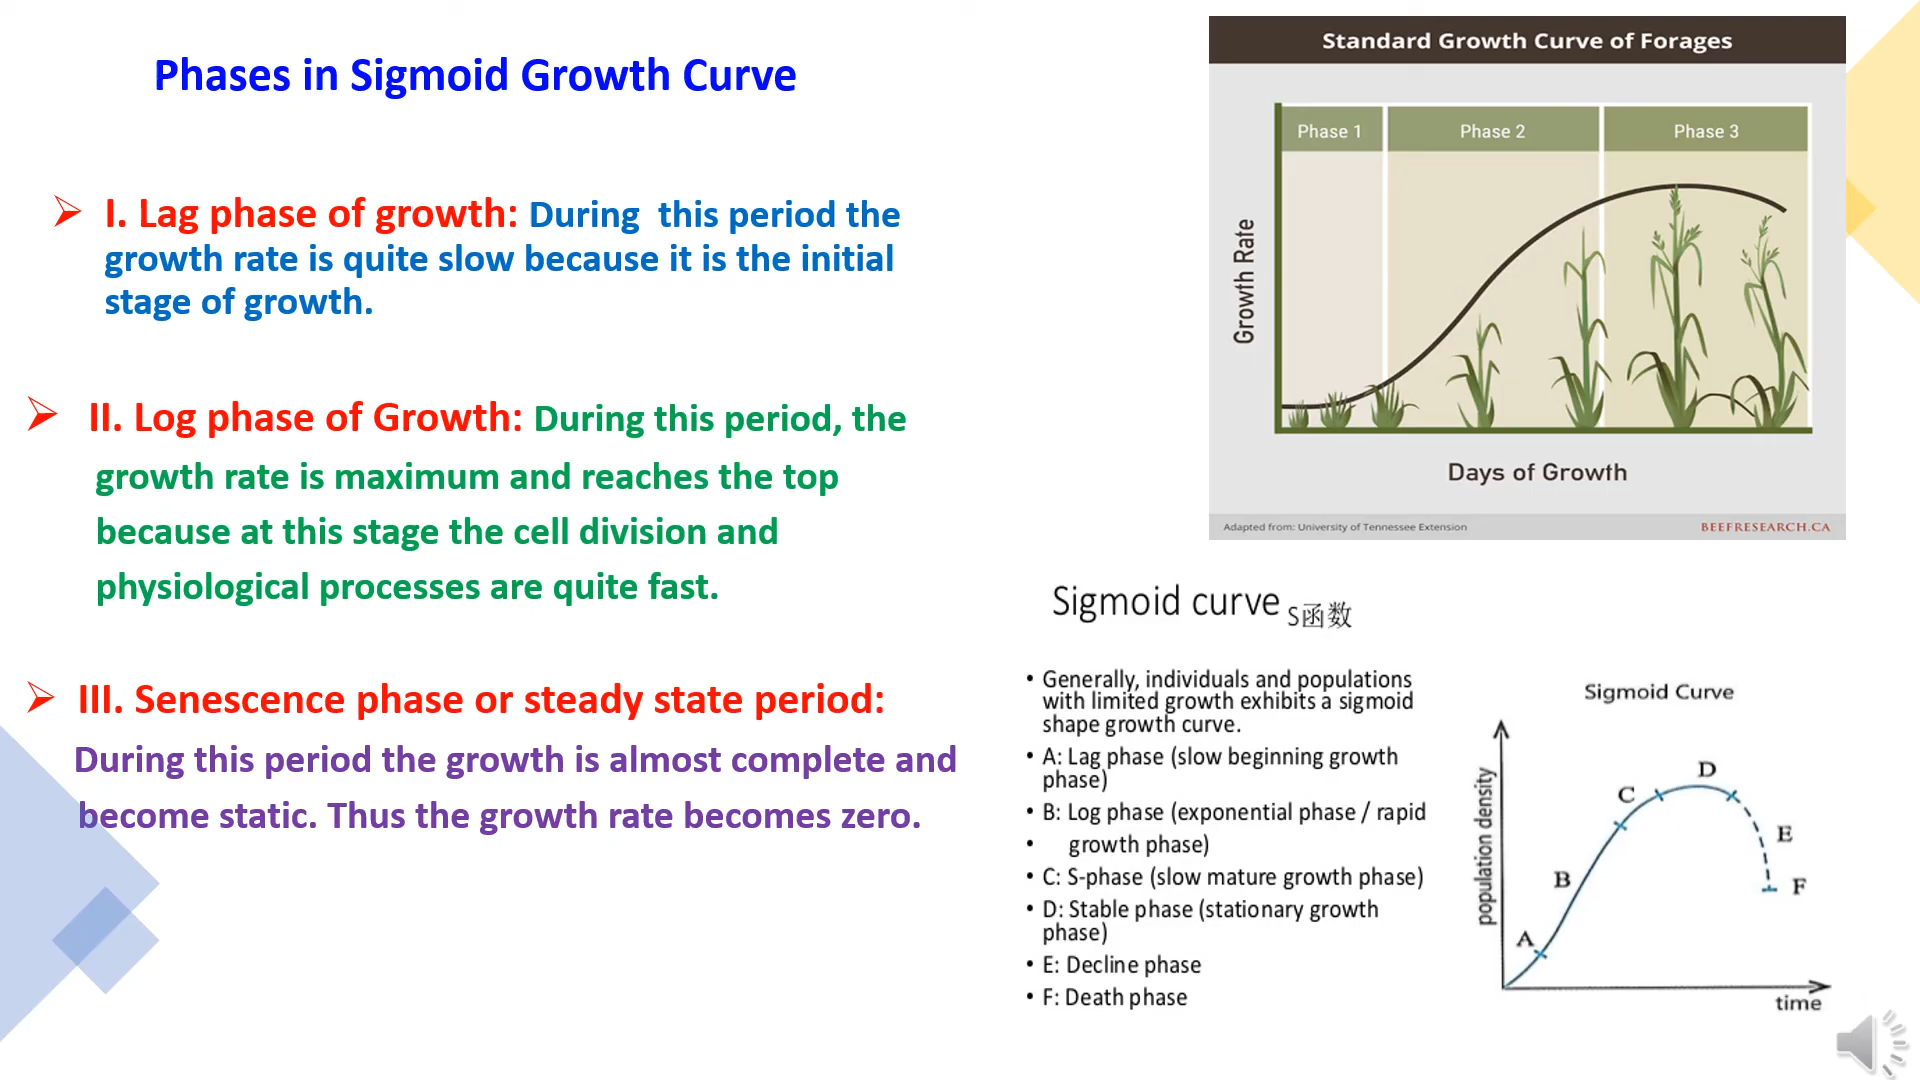 Phases in Sigmoid Growth Curve
I. Lag phase of growth: During this period the
growth rate is quite slow because it is the initial
stage of growth.
II. Log phase of Growth: During this period, the
growth rate is maximum and reaches the top
because at this stage the cell division and
physiological processes are quite fast.
III. Senescence phase or steady state period:
During this period the growth is almost complete and
become static. Thus the growth rate becomes zero.
Standard Growth Curve of Forages
Phase 1
Phase 2
Phase 3
Growth Rate
Days of Growth
Adapted from: University of Tennessee Extension
BEEFRESEARCH.CA
Sigmoid curve S函数
• Generally, individuals and populations
with limited growth exhibits a sigmoid
shape growth curve.
• A: Lag phase (slow beginning growth
phase)
• B: Log phase (exponential phase / rapid
• growth phase)
• C: S-phase (slow mature growth phase)
• D: Stable phase (stationary growth
phase)
• E: Decline phase
• F: Death phase
Sigmoid Curve
population density
A
B
C
D
E
F
time